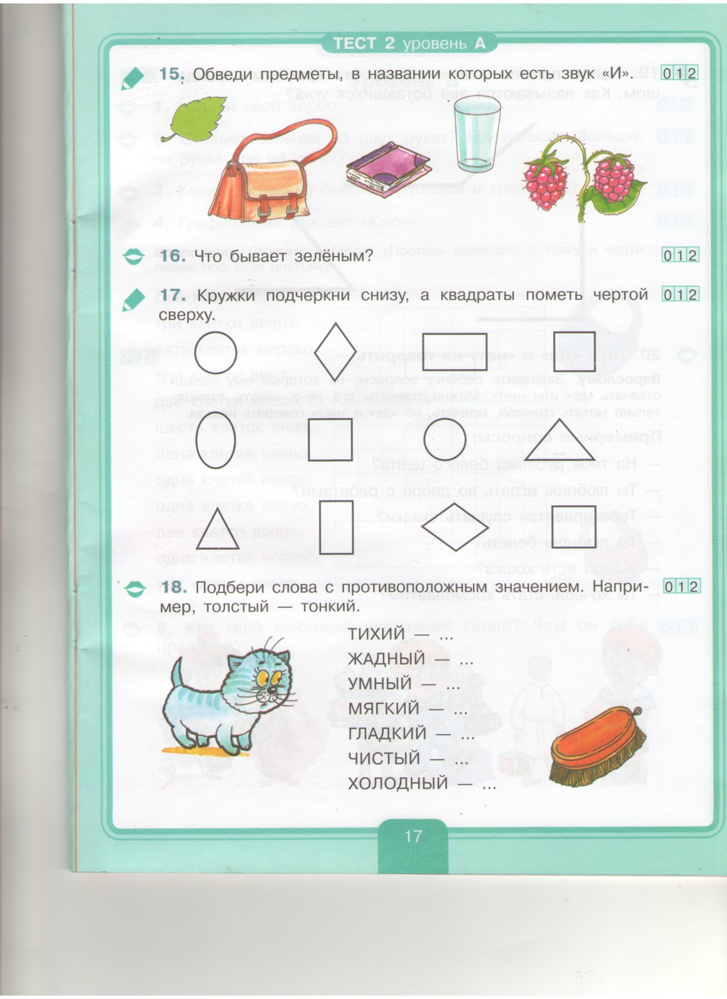 ТЕСТ 2 уровень А
15. Обведи предметы, в названии которых есть звук «И».
0 1 2
16. Что бывает зелёным?
0 1 2
17. Кружки подчеркни снизу, а квадраты пометь чертой
0 1 2
сверху.
18. Подбери слова с противоположным значением. Напри-
0 1 2
мер, толстый — тонкий.
ТИХИЙ — ...
ЖАДНЫЙ — ...
УМНЫЙ — ...
МЯГКИЙ — ...
ГЛАДКИЙ — ...
ЧИСТЫЙ — ...
ХОЛОДНЫЙ — ...
17